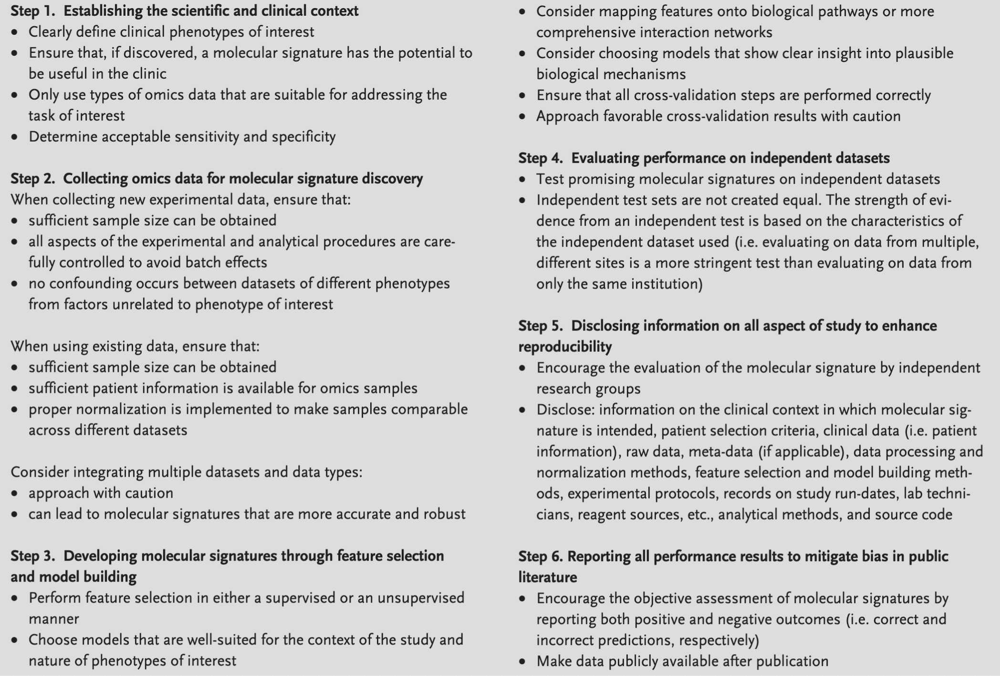 Step 1.  Establishing the scientific and clinical context
• Clearly define clinical phenotypes of interest
• Ensure that, if discovered, a molecular signature has the potential to
be useful in the clinic
• Only use types of omics data that are suitable for addressing the
task of interest
• Determine acceptable sensitivity and specificity
Step 2.  Collecting omics data for molecular signature discovery
When collecting new experimental data, ensure that:
• sufficient sample size can be obtained
• all aspects of the experimental and analytical procedures are care-
fully controlled to avoid batch effects
• no confounding occurs between datasets of different phenotypes
from factors unrelated to phenotype of interest
When using existing data, ensure that:
• sufficient sample size can be obtained
• sufficient patient information is available for omics samples
• proper normalization is implemented to make samples comparable
across different datasets
Consider integrating multiple datasets and data types:
• approach with caution
• can lead to molecular signatures that are more accurate and robust
Step 3.  Developing molecular signatures through feature selection
and model building
• Perform feature selection in either a supervised or an unsupervised
manner
• Choose models that are well-suited for the context of the study and
nature of phenotypes of interest
• Consider mapping features onto biological pathways or more
comprehensive interaction networks
• Consider choosing models that show clear insight into plausible
biological mechanisms
• Ensure that all cross-validation steps are performed correctly
• Approach favorable cross-validation results with caution
Step 4.  Evaluating performance on independent datasets
• Test promising molecular signatures on independent datasets
• Independent test sets are not created equal. The strength of evi-
dence from an independent test is based on the characteristics of
the independent dataset used (i.e. evaluating on data from multiple,
different sites is a more stringent test than evaluating on data from
only the same institution)
Step 5.  Disclosing information on all aspect of study to enhance
reproducibility
• Encourage the evaluation of the molecular signature by independent
research groups
• Disclose: information on the clinical context in which molecular sig-
nature is intended, patient selection criteria, clinical data (i.e. patient
information), raw data, meta-data (if applicable), data processing and
normalization methods, feature selection and model building meth-
ods, experimental protocols, records on study run-dates, lab techni-
cians, reagent sources, etc., analytical methods, and source code
Step 6. Reporting all performance results to mitigate bias in public
literature
• Encourage the objective assessment of molecular signatures by
reporting both positive and negative outcomes (i.e. correct and
incorrect predictions, respectively)
• Make data publicly available after publication